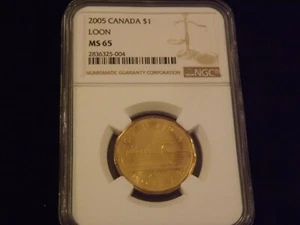 2005 CANADA $1
LOON
MS 65
2836325-004
NUMISMATIC GUARANTY CORPORATION
NGC